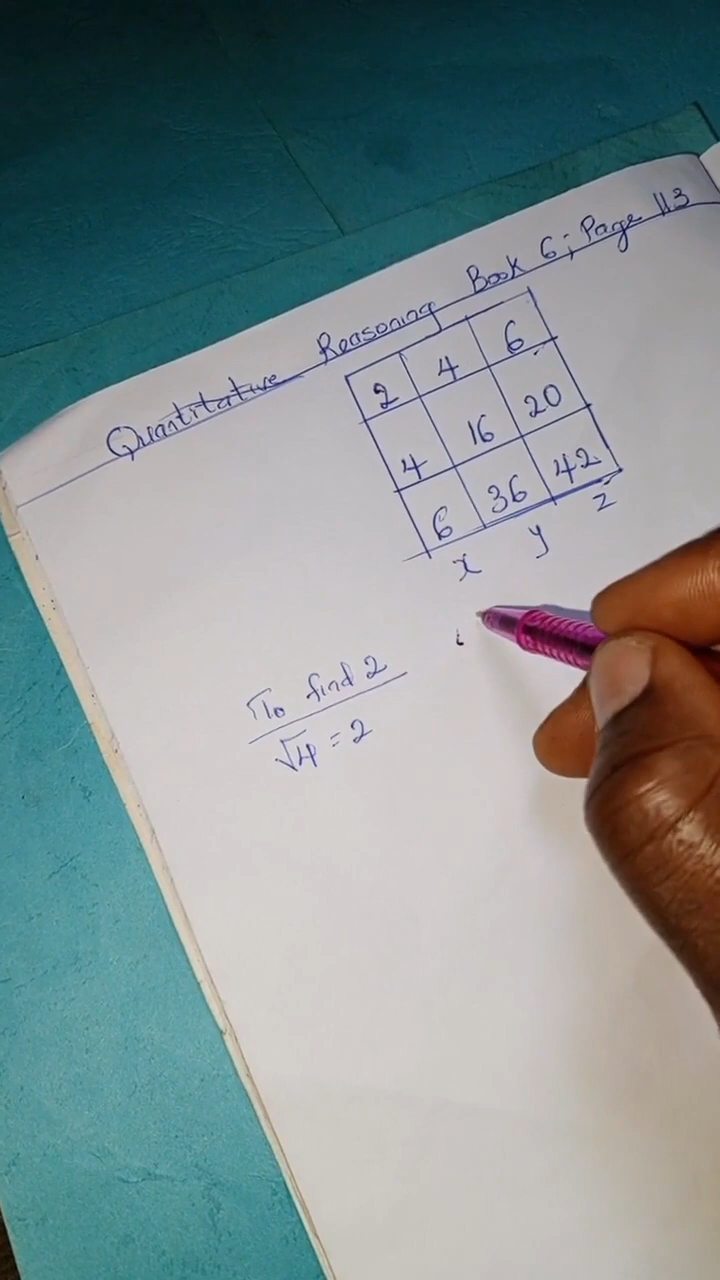 Quantitative Reasoning Book 6; Page 113
2 4 6
4 16 20
6 36 42
x y z
To find 2
√4 = 2